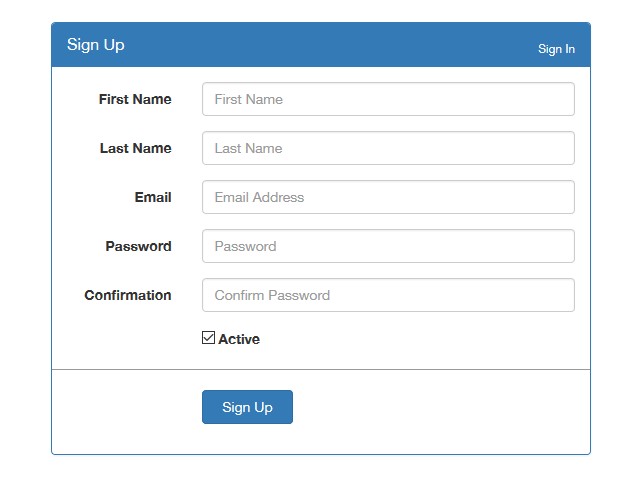 Sign Up
Sign In
First Name First Name
Last Name Last Name
Email Email Address
Password Password
Confirmation Confirm Password
Active
Sign Up